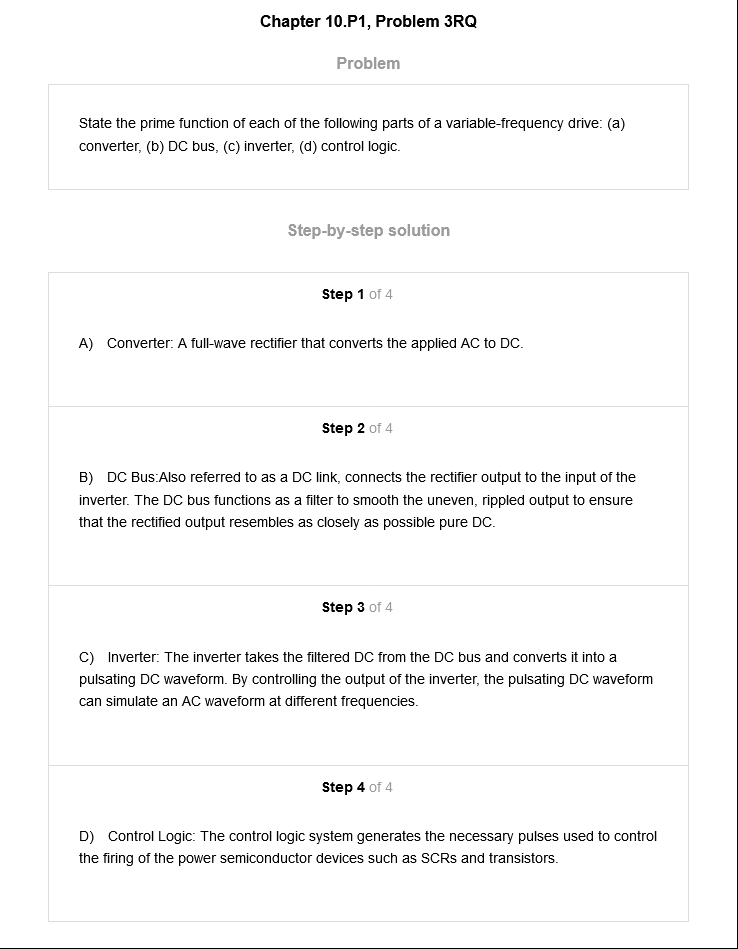 Chapter 10.P1, Problem 3RQ
Problem
State the prime function of each of the following parts of a variable-frequency drive: (a)
converter, (b) DC bus, (c) inverter, (d) control logic.
Step-by-step solution
Step 1 of 4
A) Converter: A full-wave rectifier that converts the applied AC to DC.
Step 2 of 4
B) DC Bus:Also referred to as a DC link, connects the rectifier output to the input of the
inverter. The DC bus functions as a filter to smooth the uneven, rippled output to ensure
that the rectified output resembles as closely as possible pure DC.
Step 3 of 4
C) Inverter: The inverter takes the filtered DC from the DC bus and converts it into a
pulsating DC waveform. By controlling the output of the inverter, the pulsating DC waveform
can simulate an AC waveform at different frequencies.
Step 4 of 4
D) Control Logic: The control logic system generates the necessary pulses used to control
the firing of the power semiconductor devices such as SCRs and transistors.